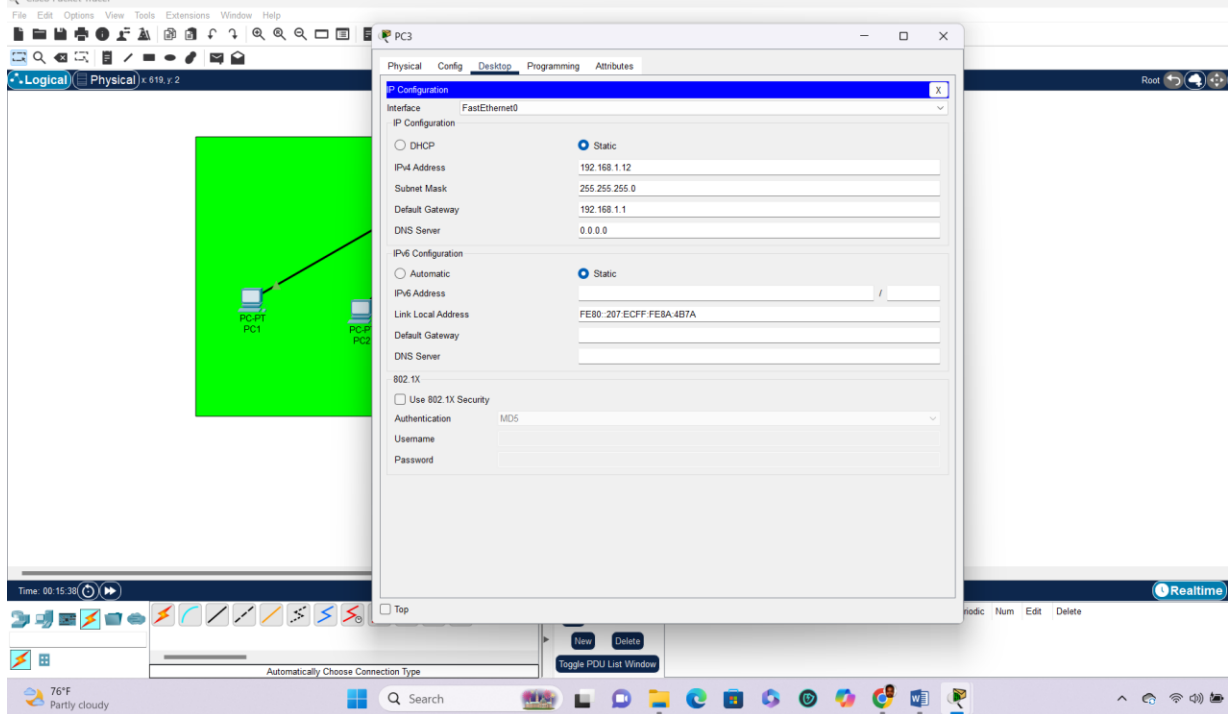 File Edit Options View Tools Extensions Window Help
PC3
Logical Physical x: 619, y: 2
Root
Physical Config Desktop Programming Attributes
IP Configuration X
Interface FastEthernet0
IP Configuration
DHCP Static
IPv4 Address 192.168.1.12
Subnet Mask 255.255.255.0
Default Gateway 192.168.1.1
DNS Server 0.0.0.0
IPv6 Configuration
Automatic Static
IPv6 Address /
Link Local Address FE80::207:ECFF:FE8A:4B7A
Default Gateway
DNS Server
802.1X
Use 802.1X Security
Authentication MD5
Username
Password
PC-PT
PC1
PC-P
PC2
Top
Time: 00:15:38
Realtime
Num Edit Delete
New Delete
Toggle PDU List Window
Automatically Choose Connection Type
76°F
Partly cloudy
Search